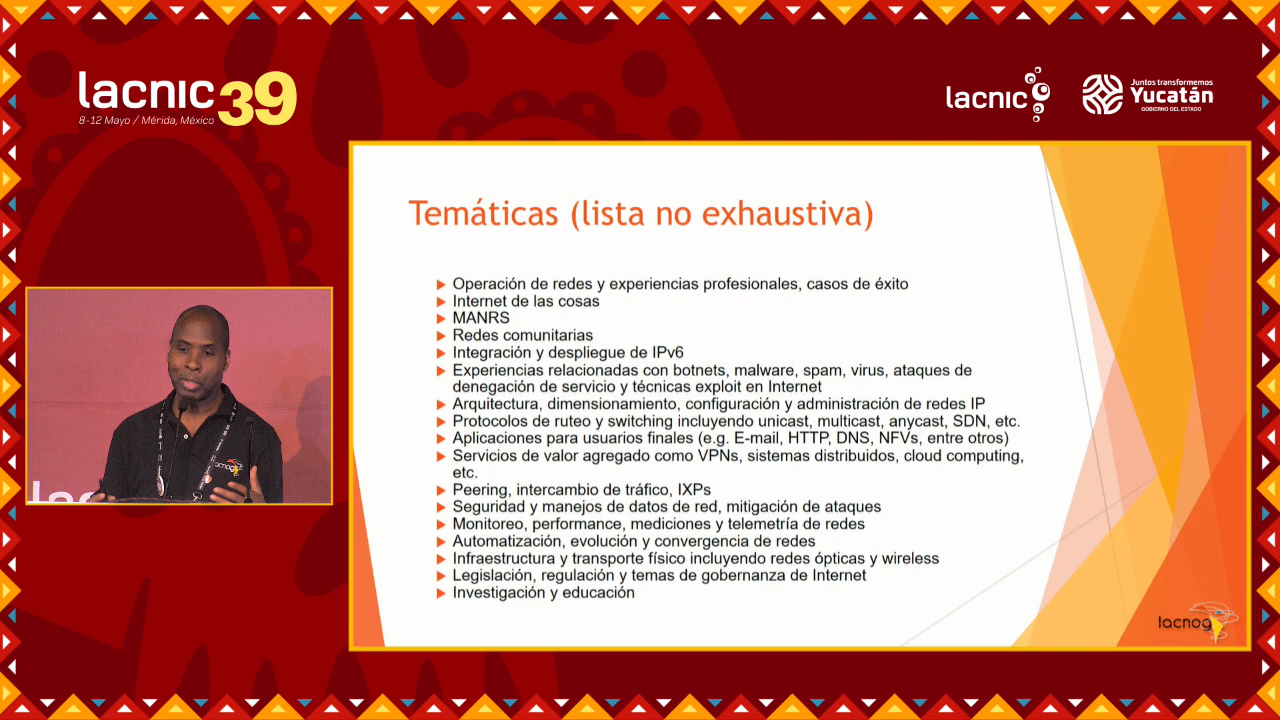 lacnic 39
8-12 Mayo / Mérida, México
lacnic
Juntos transformemos
Yucatán
GOBIERNO DEL ESTADO
Temáticas (lista no exhaustiva)
Operación de redes y experiencias profesionales, casos de éxito
Internet de las cosas
MANRS
Redes comunitarias
Integración y despliegue de IPv6
Experiencias relacionadas con botnets, malware, spam, virus, ataques de
denegación de servicio y técnicas exploit en Internet
Arquitectura, dimensionamiento, configuración y administración de redes IP
Protocolos de ruteo y switching incluyendo unicast, multicast, anycast, SDN, etc.
Aplicaciones para usuarios finales (e.g. E-mail, HTTP, DNS, NFVs, entre otros)
Servicios de valor agregado como VPNs, sistemas distribuidos, cloud computing,
etc.
Peering, intercambio de tráfico, IXPs
Seguridad y manejos de datos de red, mitigación de ataques
Monitoreo, performance, mediciones y telemetría de redes
Automatización, evolución y convergencia de redes
Infraestructura y transporte físico incluyendo redes ópticas y wireless
Legislación, regulación y temas de gobernanza de Internet
Investigación y educación
lacnog
lacnog